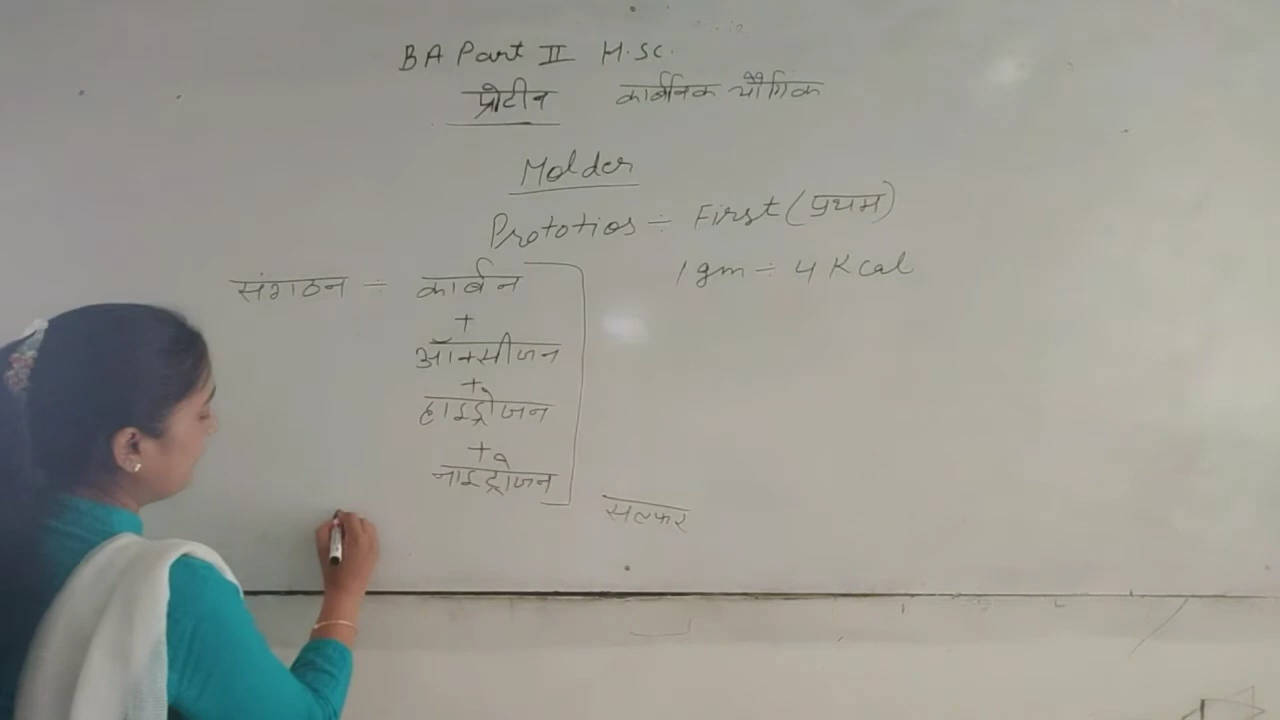 BA Part II H.Sc.
प्रोटीन कार्बनिक यौगिक
Molder
Prototios ÷ First (प्रथम)
1 gm ÷ 4 Kcal
संगठन ÷ कार्बन
+
ऑक्सीजन
+
हाइड्रोजन
+
नाइट्रोजन
सल्फर